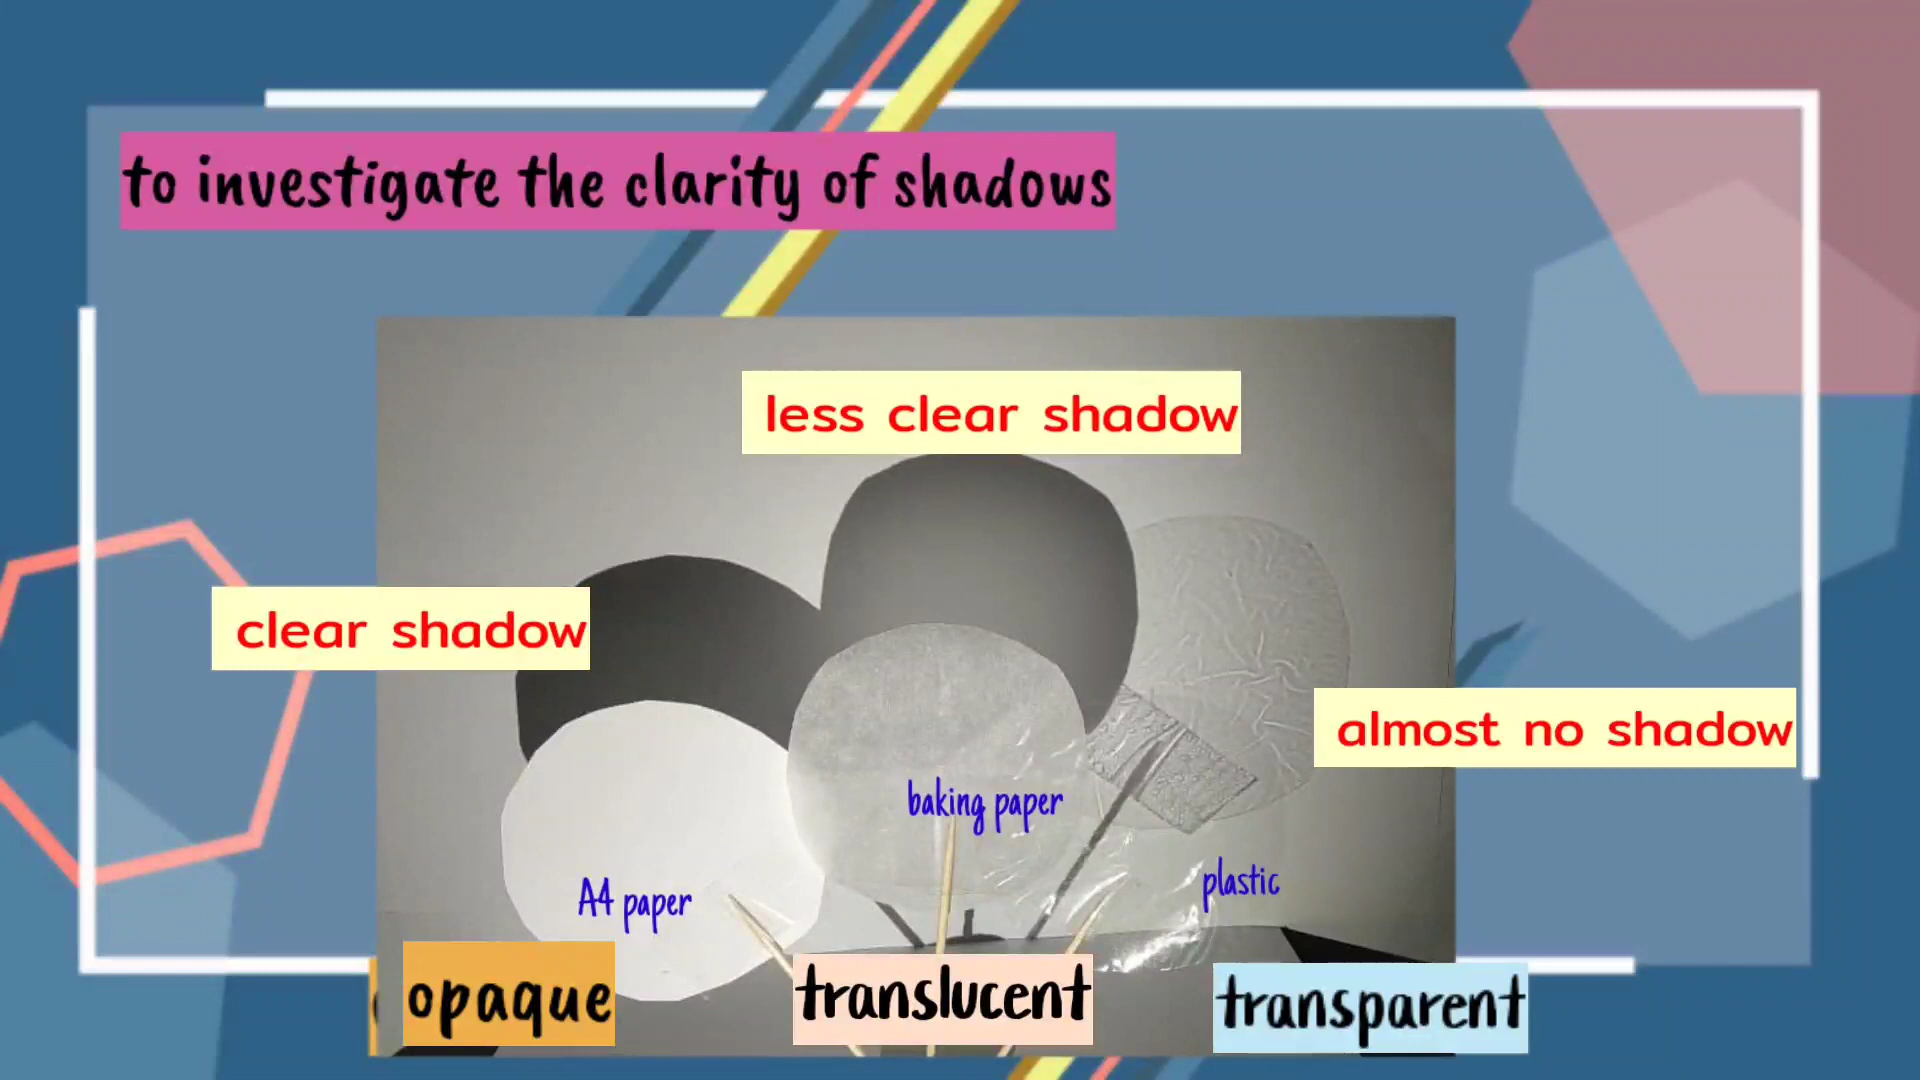 to investigate the clarity of shadows
less clear shadow
clear shadow
almost no shadow
baking paper
A4 paper
plastic
opaque
translucent
transparent